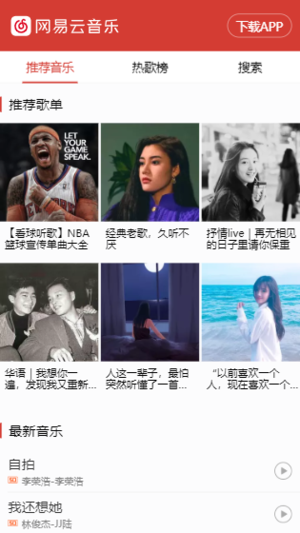 网易云音乐
下载APP
推荐音乐 热歌榜 搜索
推荐歌单
LET
YOUR
GAME
SPEAK.
【看球听歌】NBA
篮球宣传单曲大全
经典老歌，久听不
厌
抒情live | 再无相见
的日子里请你保重
华语 | 我想你一
遍，发现我又重新...
人这一辈子，最怕
突然听懂了一首...
“以前喜欢一个
人，现在喜欢一个...
最新音乐
自拍
SQ 李荣浩-李荣浩
我还想她
SQ 林俊杰-JJ陆